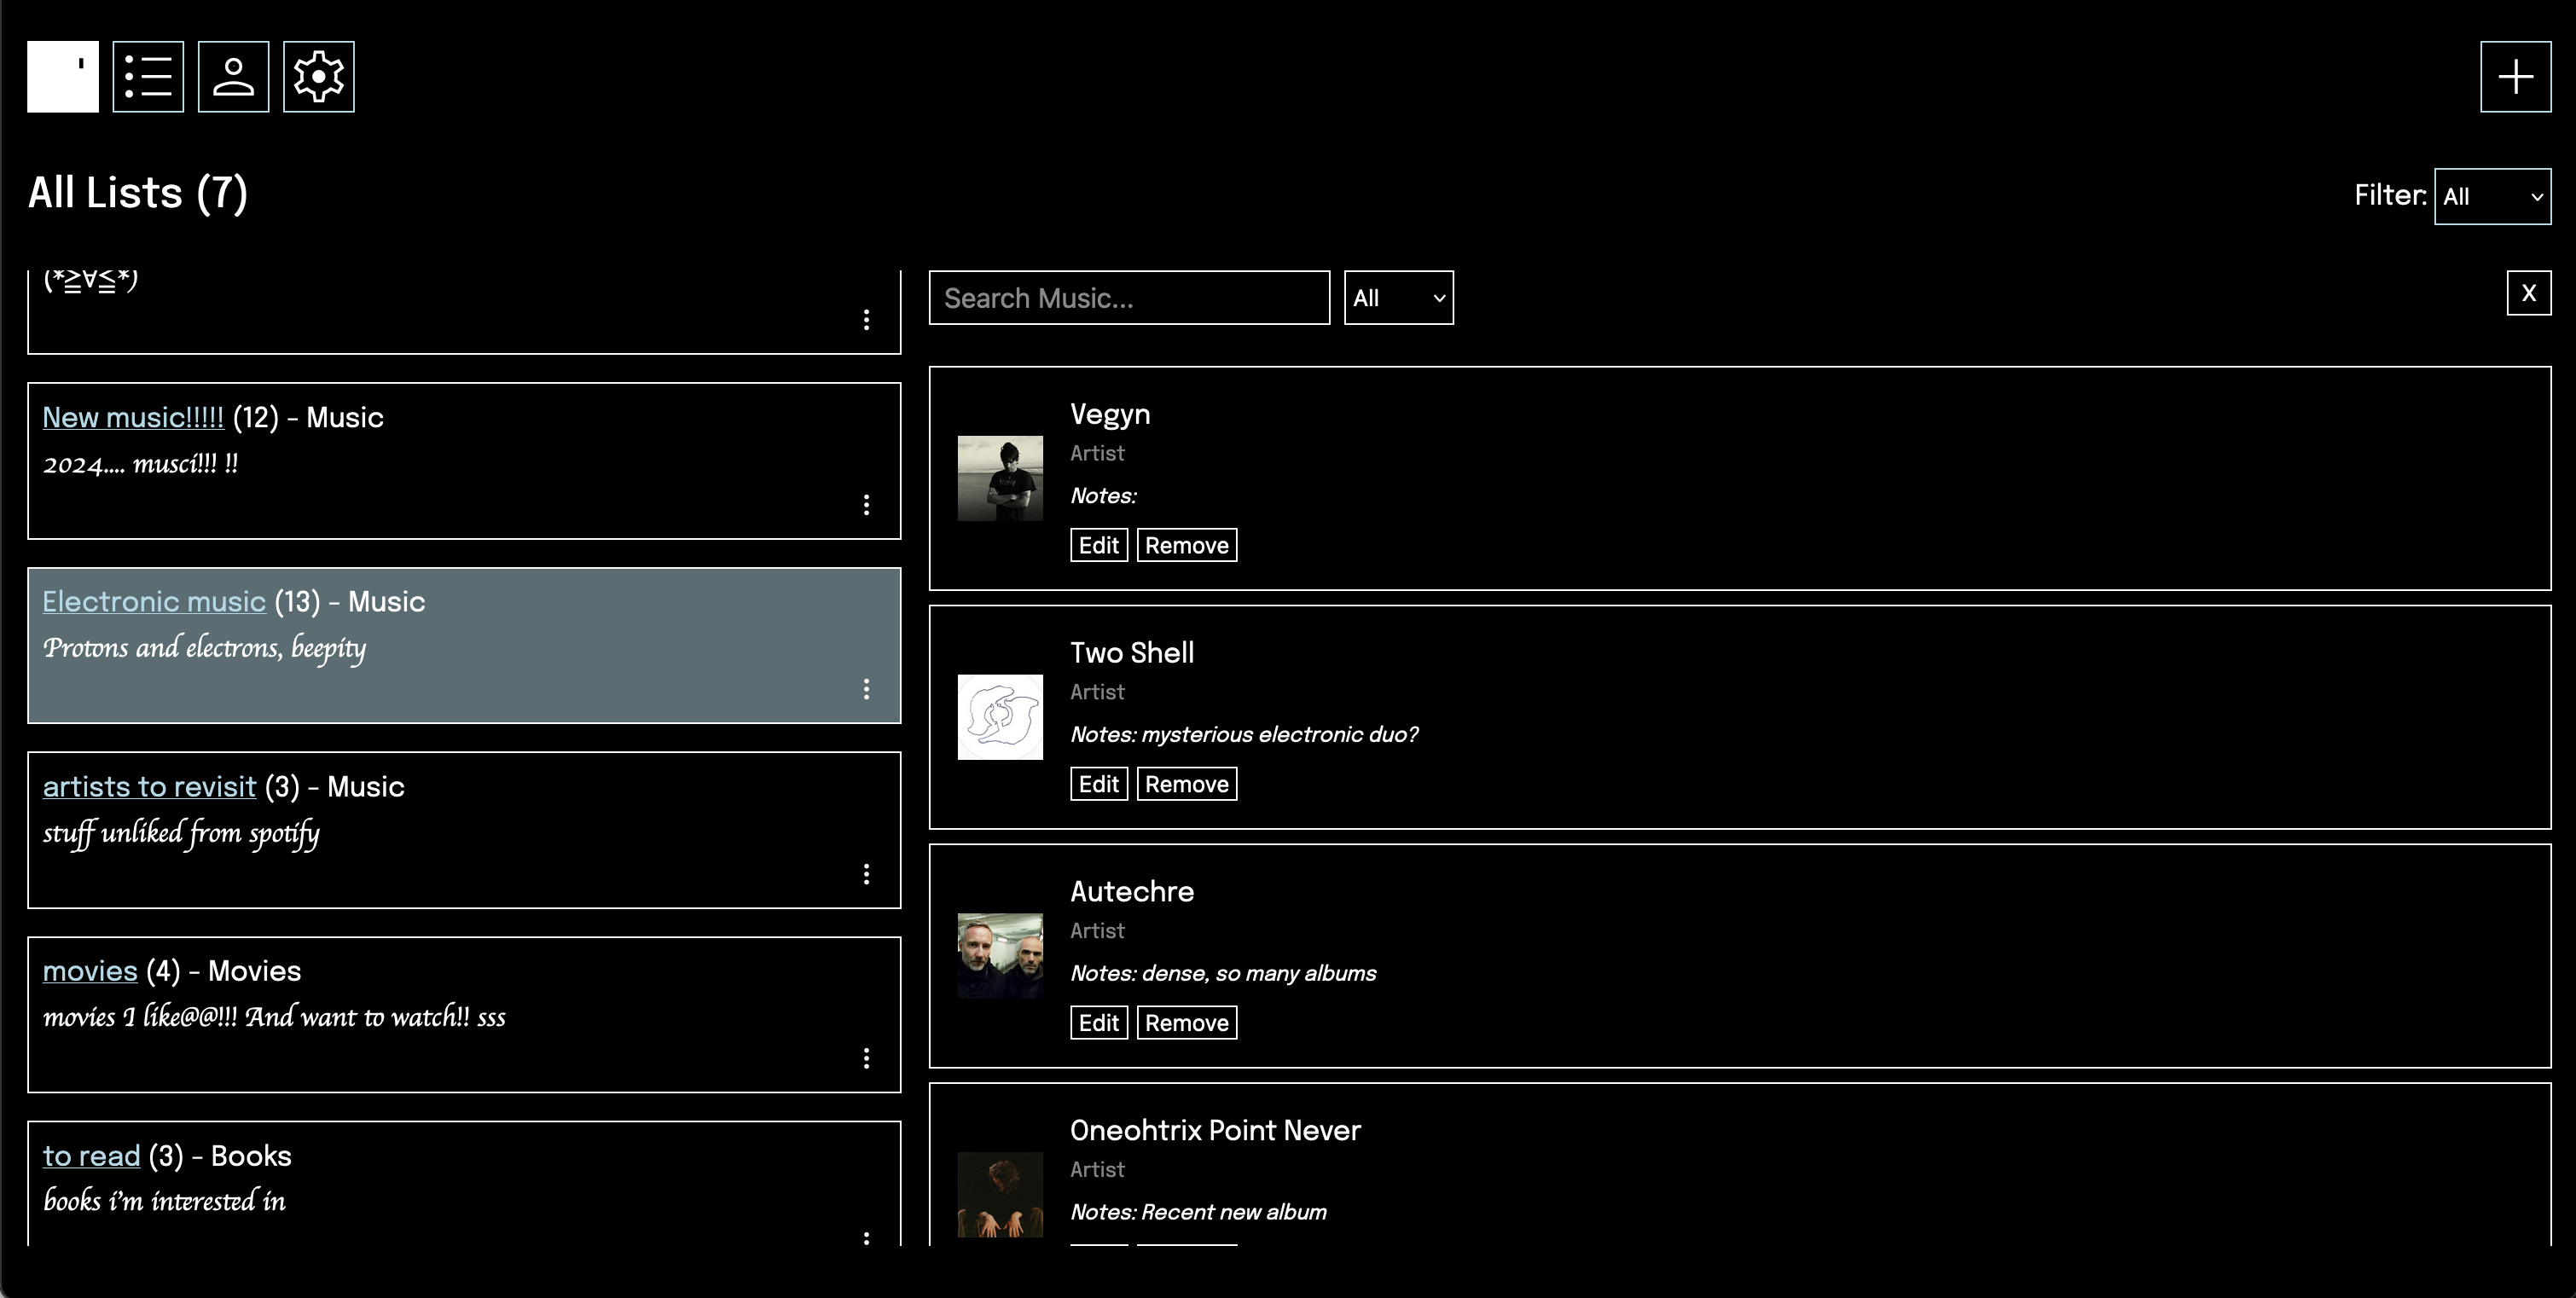 All Lists (7)
Filter: All
(*≧∀≦*)
New music!!!!! (12) - Music
2024.... musci!!! !!
Electronic music (13) - Music
Protons and electrons, beepity
artists to revisit (3) - Music
stuff unliked from spotify
movies (4) - Movies
movies I like@@!!! And want to watch!! sss
to read (3) - Books
books i'm interested in
Search Music...
All
X
Vegyn
Artist
Notes:
Edit Remove
Two Shell
Artist
Notes: mysterious electronic duo?
Edit Remove
Autechre
Artist
Notes: dense, so many albums
Edit Remove
Oneohtrix Point Never
Artist
Notes: Recent new album